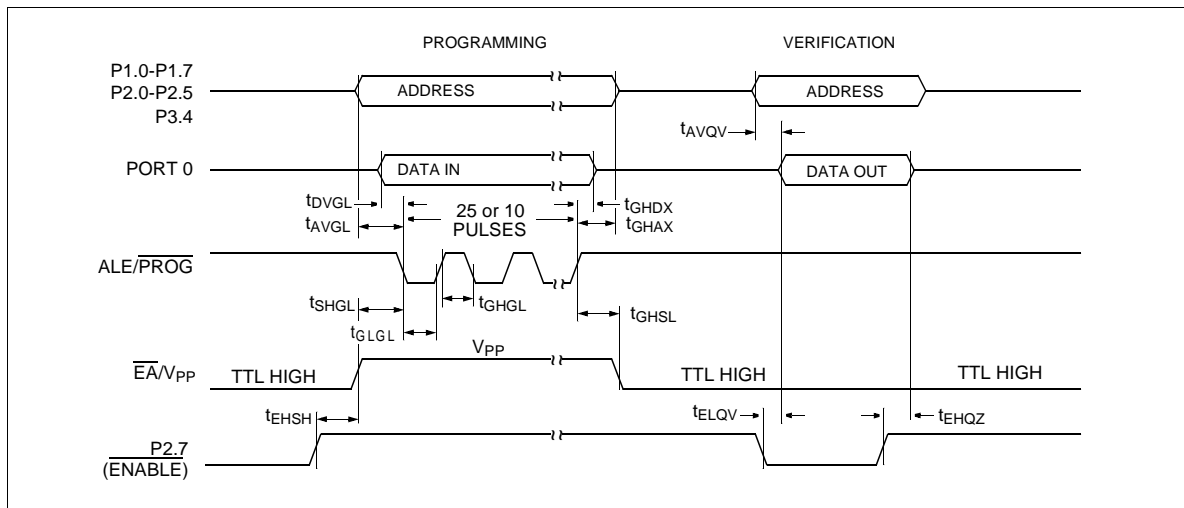 PROGRAMMING VERIFICATION
P1.0-P1.7
P2.0-P2.5
P3.4
ADDRESS ADDRESS
tAVQV
PORT 0 DATA IN DATA OUT
tDVGL
tAVGL
25 or 10
PULSES
tGHDX
tGHAX
ALE/PROG
tSHGL
tGLGL
tGHGL
tGHSL
EA/VPP
TTL HIGH VPP TTL HIGH TTL HIGH
tEHSH
tELQV
tEHQZ
P2.7
(ENABLE)